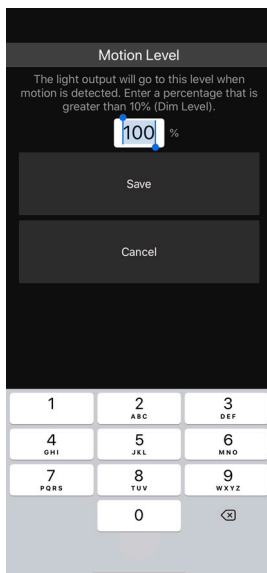 Motion Level
The light output will go to this level when
motion is detected. Enter a percentage that is
greater than 10% (Dim Level).
100 %
Save
Cancel
1 2 3
ABC DEF
4 5 6
GHI JKL MNO
7 8 9
PQRS TUV WXYZ
0